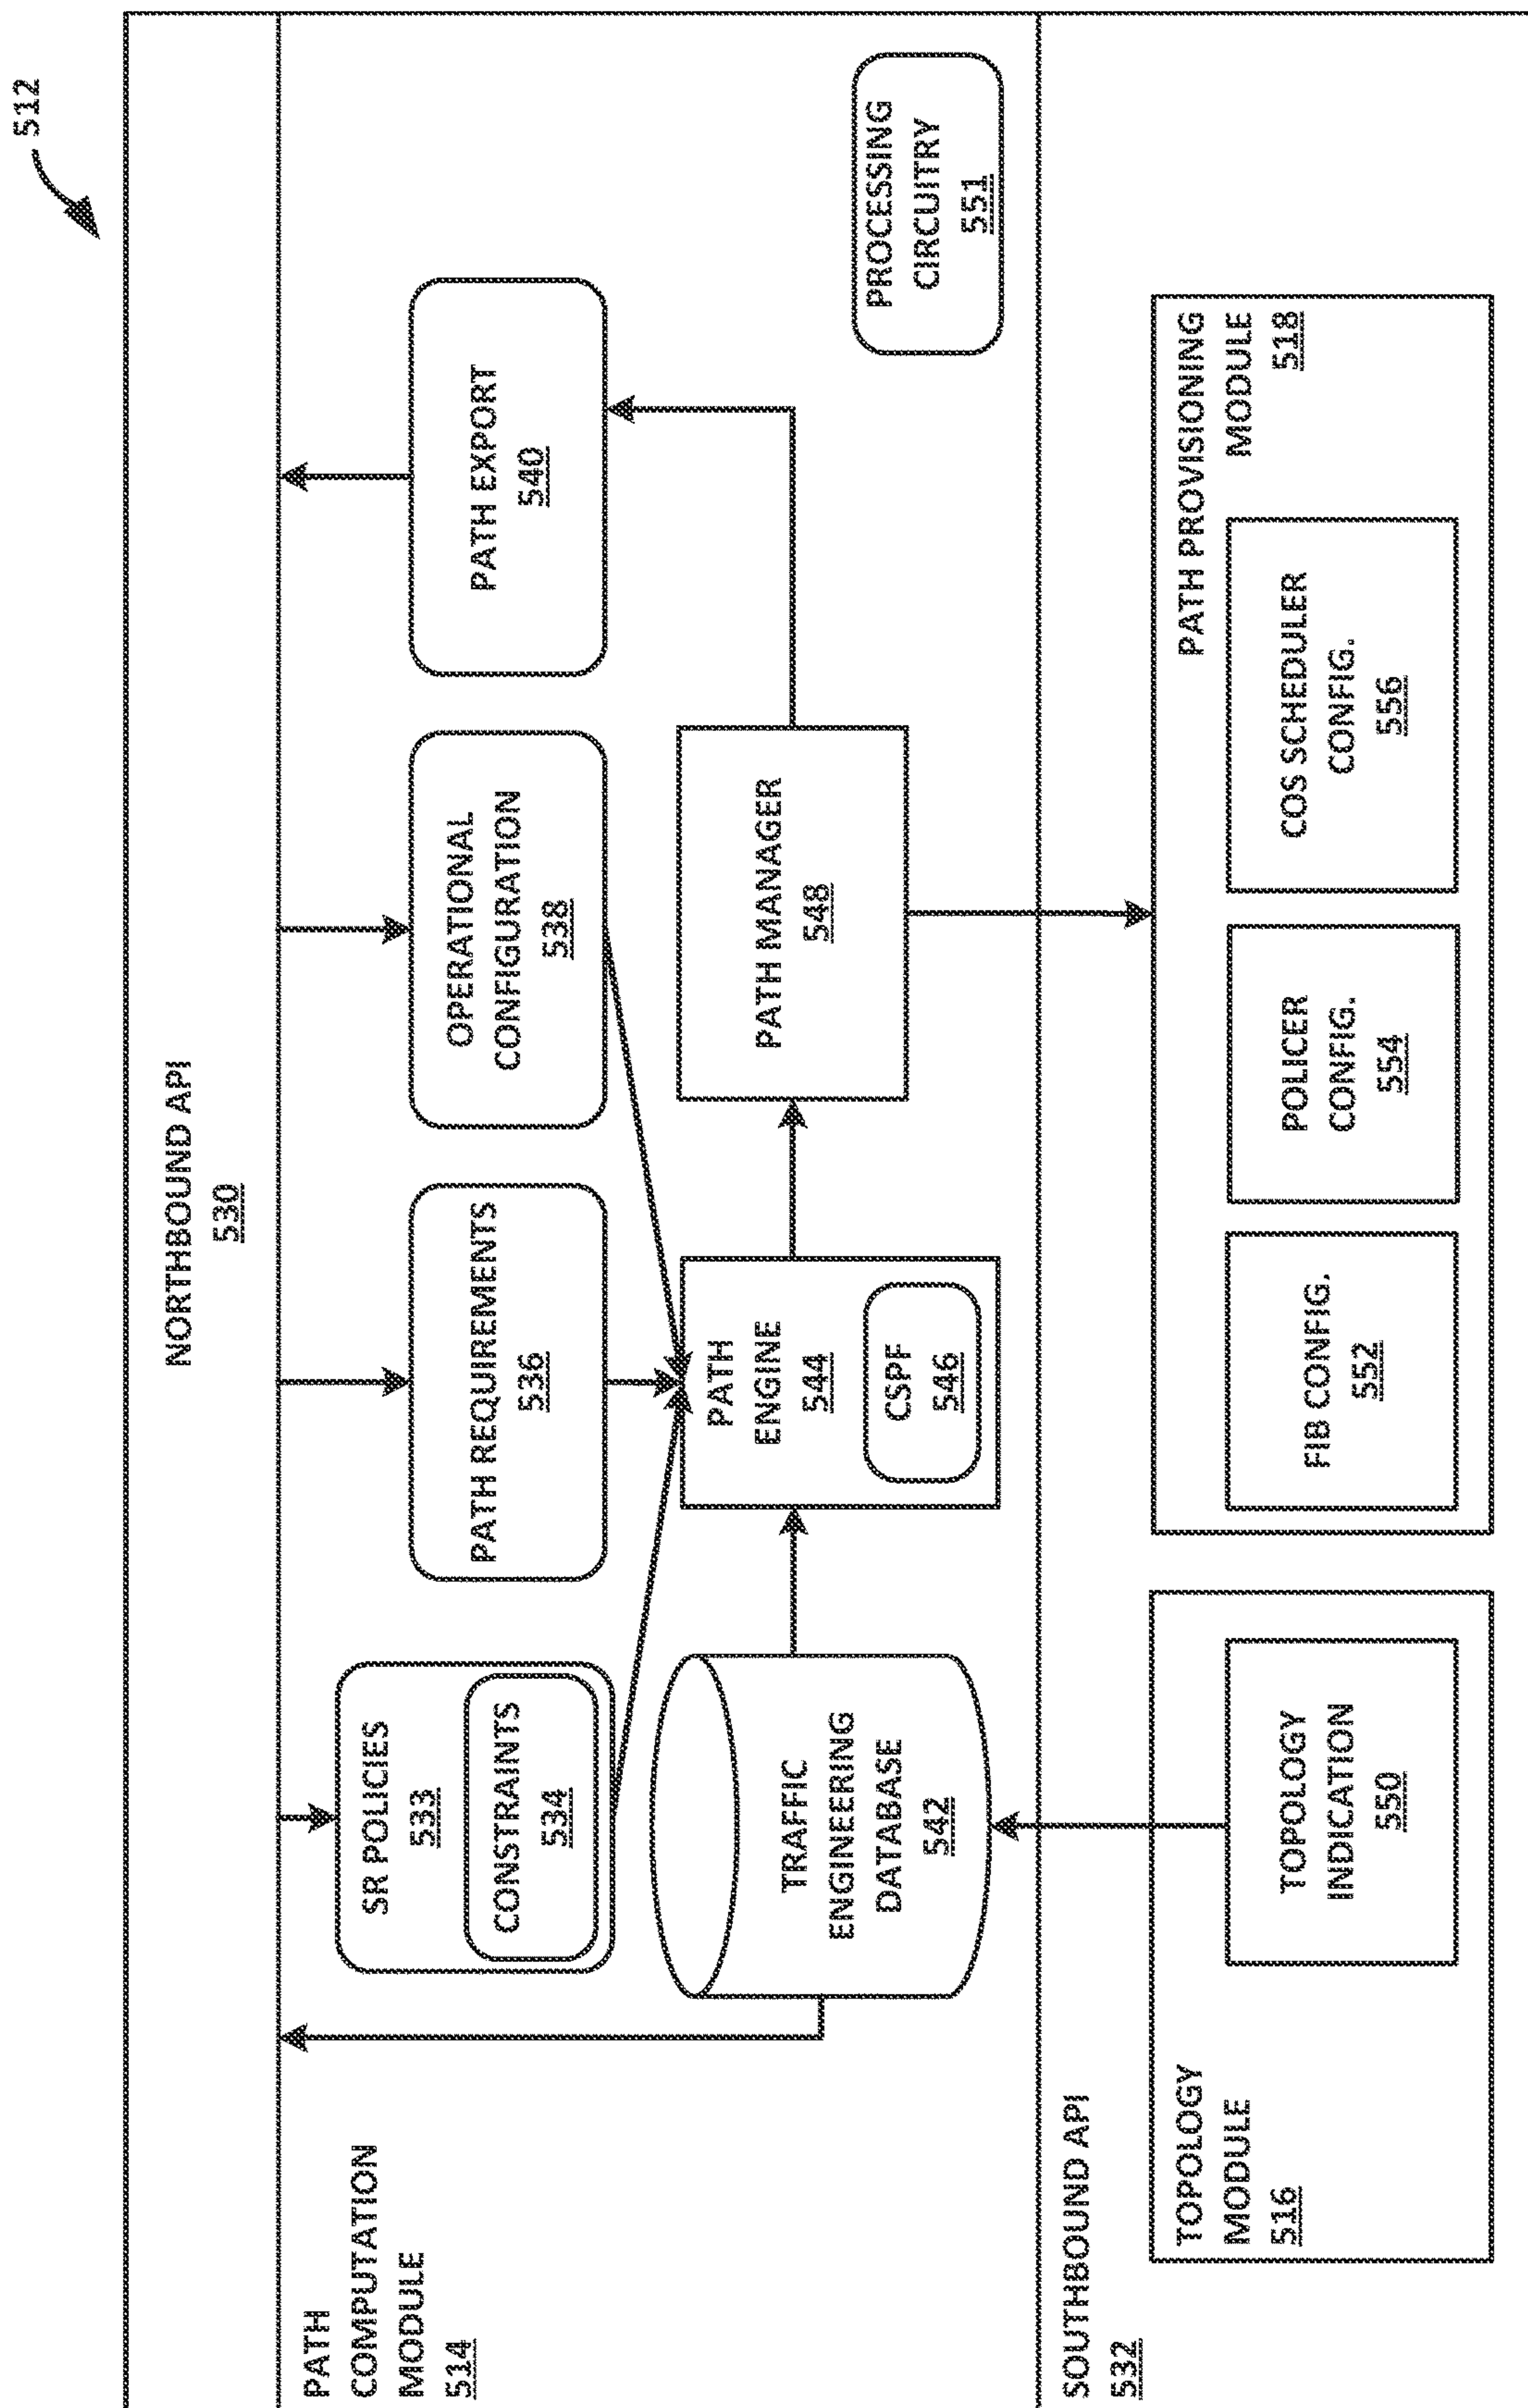 512
NORTHBOUND API
530
PATH
COMPUTATION
MODULE
514
SR POLICIES
533
CONSTRAINTS
534
PATH REQUIREMENTS
536
OPERATIONAL
CONFIGURATION
538
PATH EXPORT
540
TRAFFIC
ENGINEERING
DATABASE
542
PATH
ENGINE
544
CSPF
546
PATH MANAGER
548
PROCESSING
CIRCUITRY
551
SOUTHBOUND API
532
TOPOLOGY
MODULE
516
TOPOLOGY
INDICATION
550
PATH PROVISIONING
MODULE
518
FIB CONFIG.
552
POLICER
CONFIG.
554
COS SCHEDULER
CONFIG.
556